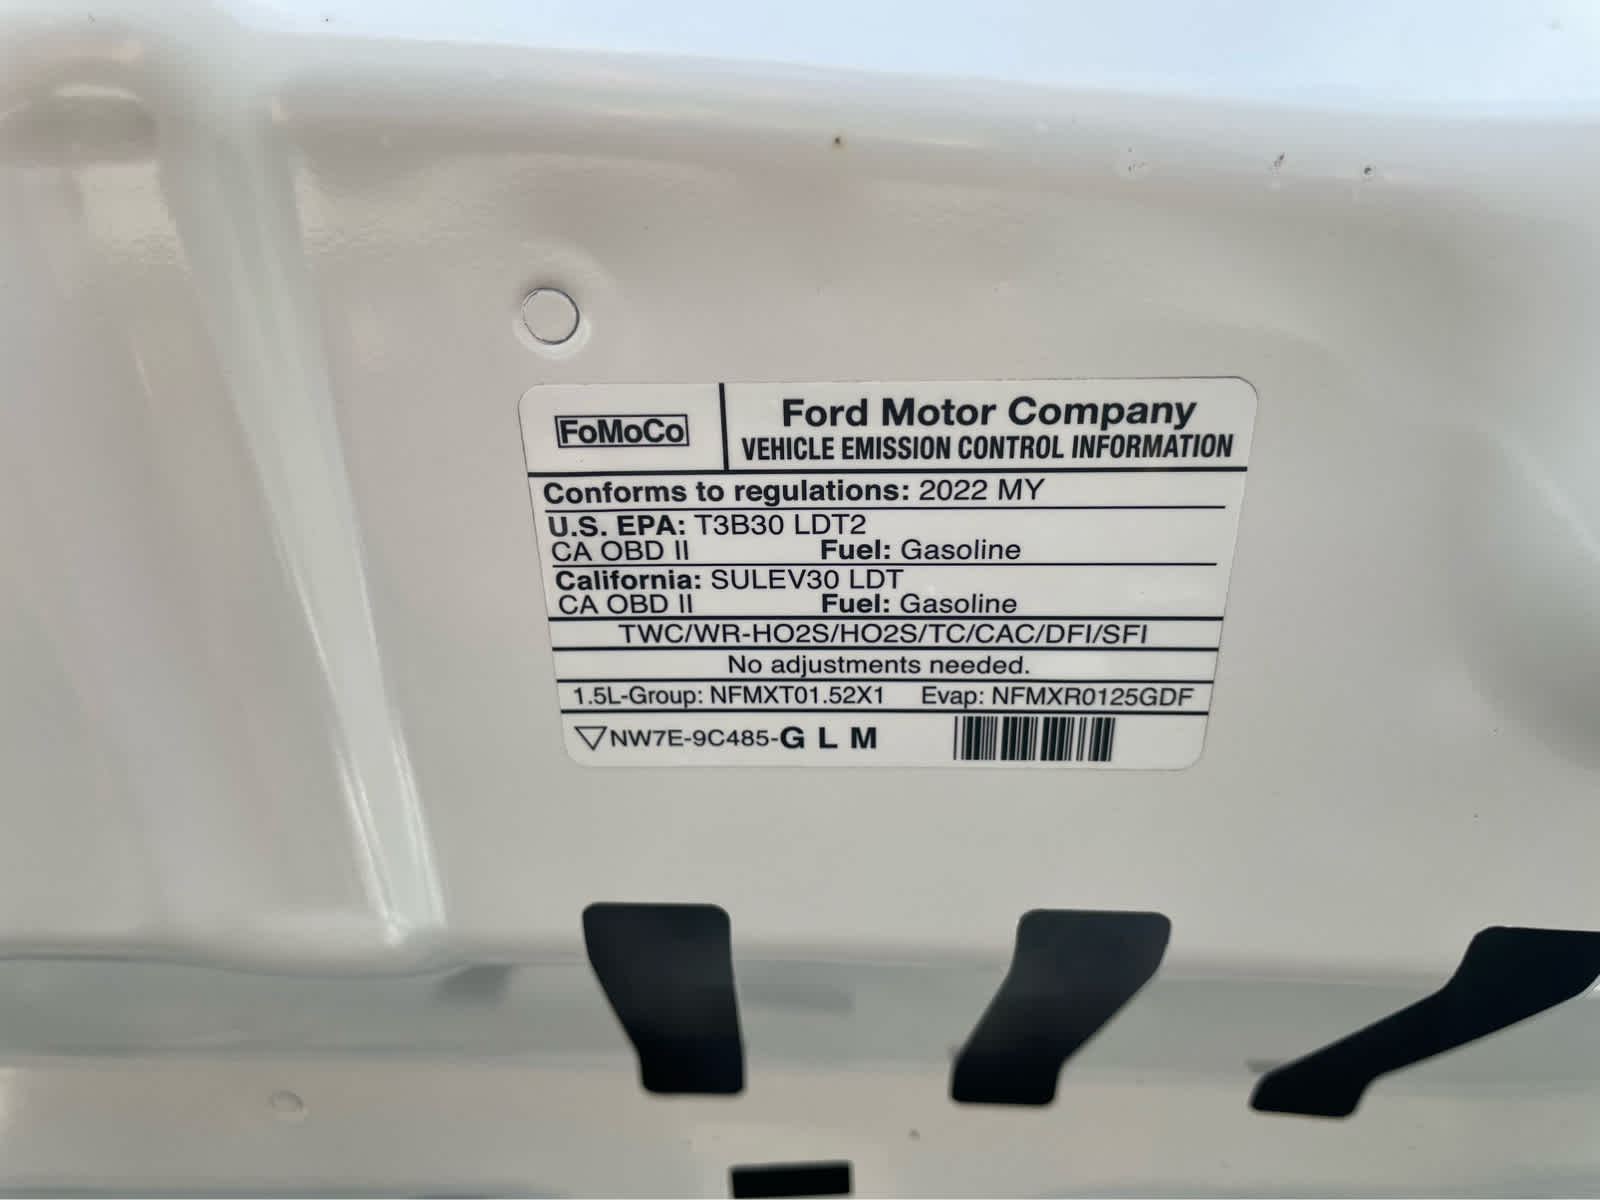 FoMoCo
Ford Motor Company
VEHICLE EMISSION CONTROL INFORMATION
Conforms to regulations: 2022 MY
U.S. EPA: T3B30 LDT2
CA OBD II Fuel: Gasoline
California: SULEV30 LDT
CA OBD II Fuel: Gasoline
TWC/WR-HO2S/HO2S/TC/CAC/DFI/SFI
No adjustments needed.
1.5L-Group: NFMXT01.52X1 Evap: NFMXR0125GDF
NW7E-9C485-G L M